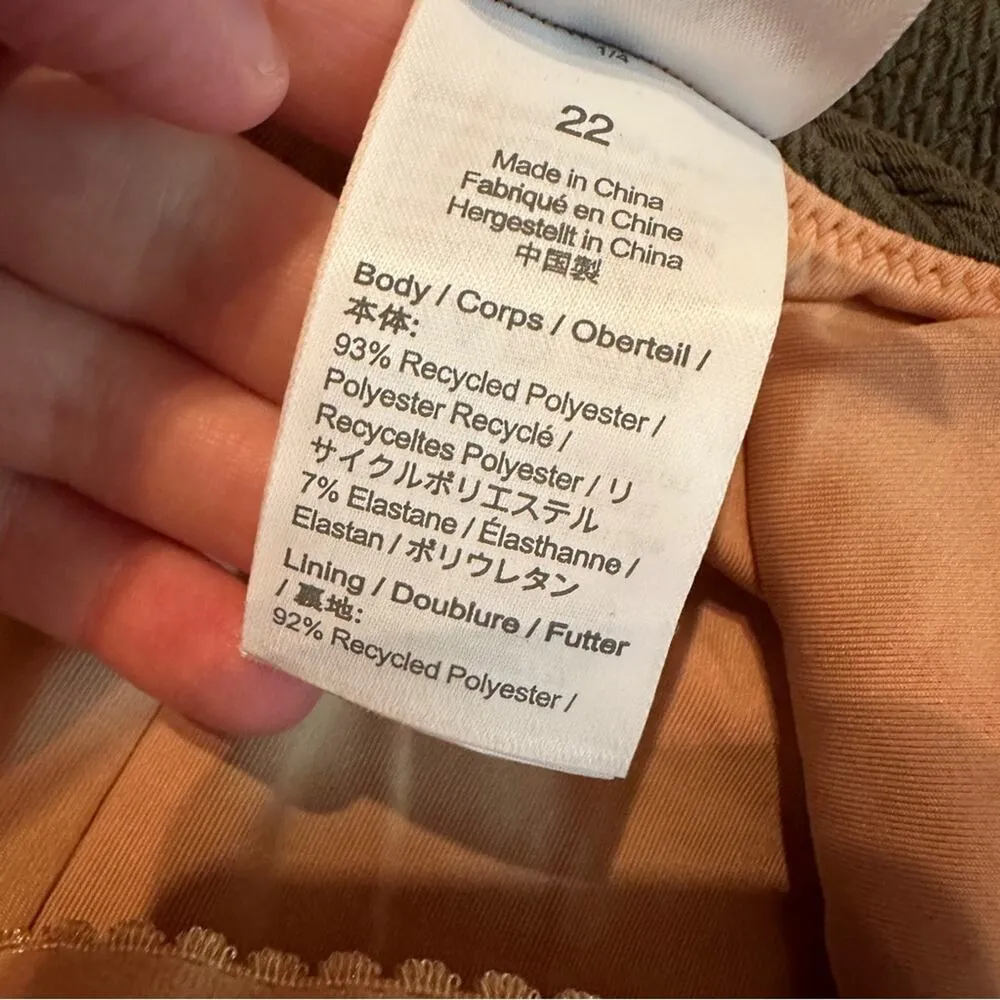 1/4
22
Made in China
Fabriqué en Chine
Hergestellt in China
中国製
Body / Corps / Oberteil /
本体:
93% Recycled Polyester /
Polyester Recyclé /
Recyceltes Polyester / リ
サイクルポリエステル
7% Elastane / Élasthanne /
Elastan / ポリウレタン
Lining / Doublure / Futter
/ 裏地:
92% Recycled Polyester /